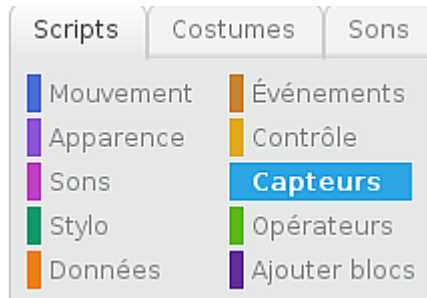 Scripts Costumes Sons
Mouvement Événements
Apparence Contrôle
Sons Capteurs
Stylo Opérateurs
Données Ajouter blocs